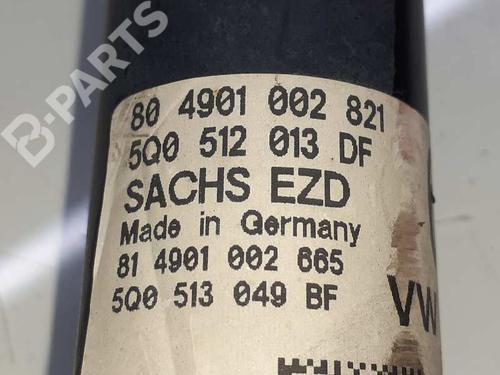 B-PARTS
80 4901 002 821
5Q0 512 013 DF
SACHS EZD
Made in Germany
81 4901 002 665
5Q0 513 049 BF
VW